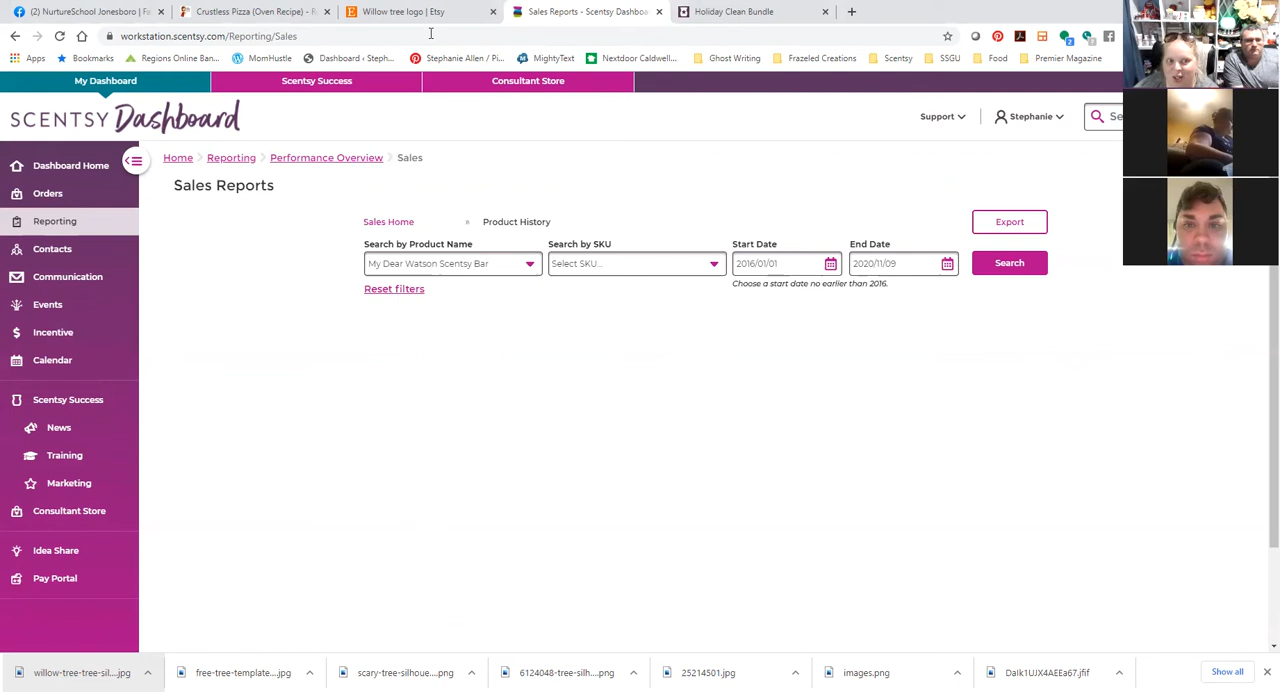 (2) NurtureSchool Jonesboro | Fa
Crustless Pizza (Oven Recipe) - R
Willow tree logo | Etsy
Sales Reports - Scentsy Dashboa
Holiday Clean Bundle
workstation.scentsy.com/Reporting/Sales
Apps
Bookmarks
Regions Online Ban...
MomHustle
Dashboard ‹ Steph...
Stephanie Allen / Pi...
MightyText
Nextdoor Caldwell...
Ghost Writing
Frazeled Creations
Scentsy
SSGU
Food
Premier Magazine
My Dashboard
Scentsy Success
Consultant Store
SCENTSY Dashboard
Support
Stephanie
Se
Dashboard Home
Orders
Reporting
Contacts
Communication
Events
Incentive
Calendar
Scentsy Success
News
Training
Marketing
Consultant Store
Idea Share
Pay Portal
Home > Reporting > Performance Overview > Sales
Sales Reports
Sales Home
Product History
Export
Search by Product Name
Search by SKU
Start Date
End Date
My Dear Watson Scentsy Bar
Select SKU...
2016/01/01
2020/11/09
Search
Choose a start date no earlier than 2016.
Reset filters
willow-tree-tree-sil....jpg
free-tree-template....jpg
scary-tree-silhoue....png
6124048-tree-silh....png
25214501.jpg
images.png
Show all